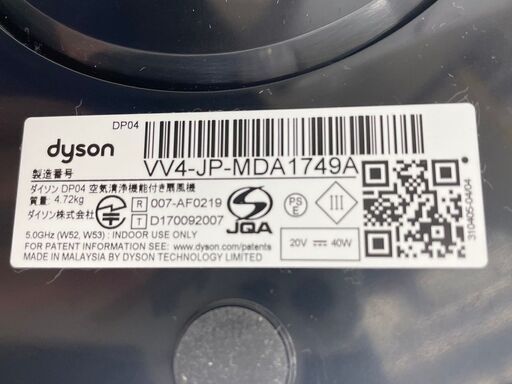 DP04
dyson
製造番号
VV4-JP-MDA1749A
ダイソン DP04 空気清浄機能付き扇風機
質量: 4.72kg
ダイソン株式会社
R 007-AF0219
T D170092007
JQA
PS
E
III
5.0GHz (W52, W53) : INDOOR USE ONLY
FOR PATENT INFORMATION SEE - www.dyson.com/patents
MADE IN MALAYSIA BY DYSON TECHNOLOGY LIMITED
20V 40W
310405-04/04